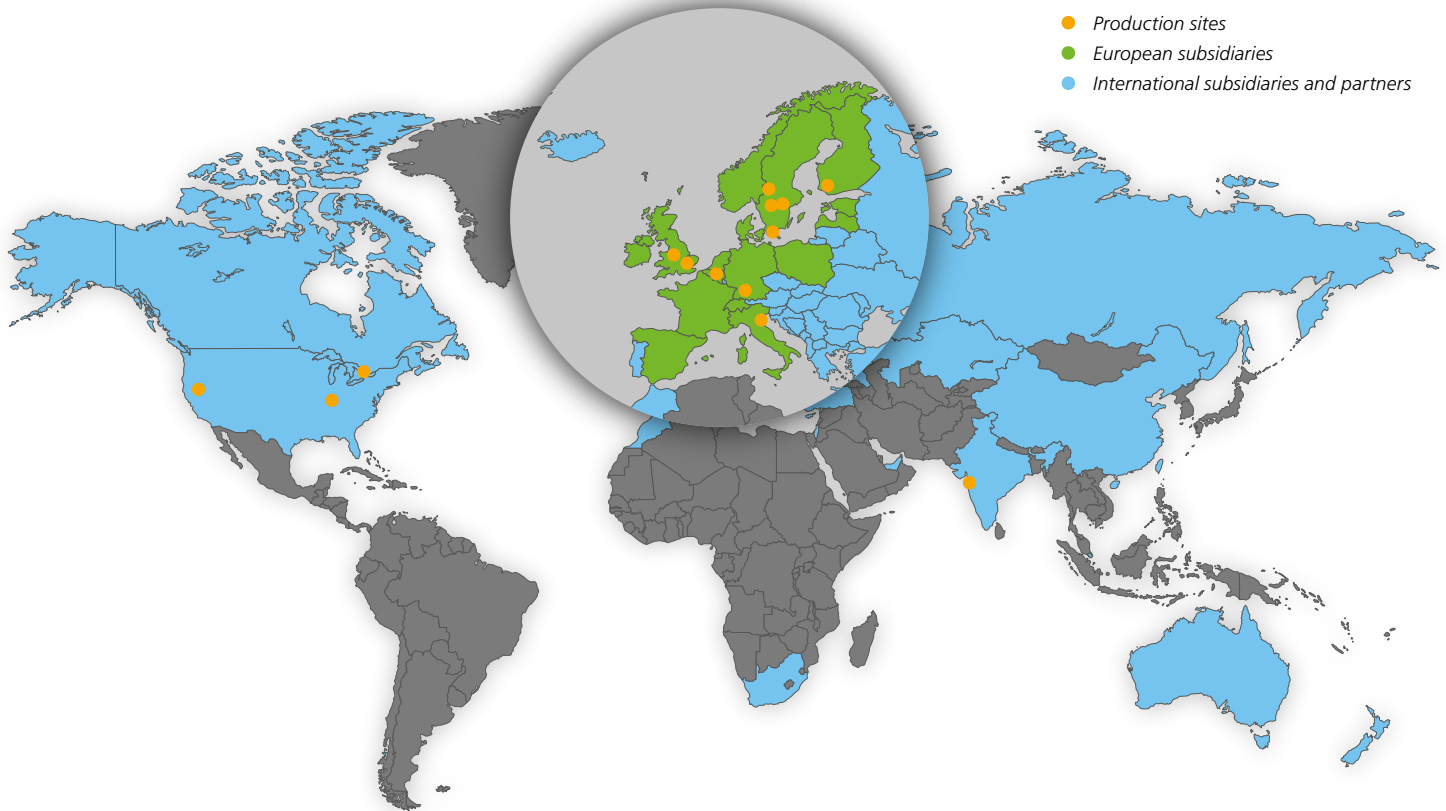 Production sites
European subsidiaries
International subsidiaries and partners